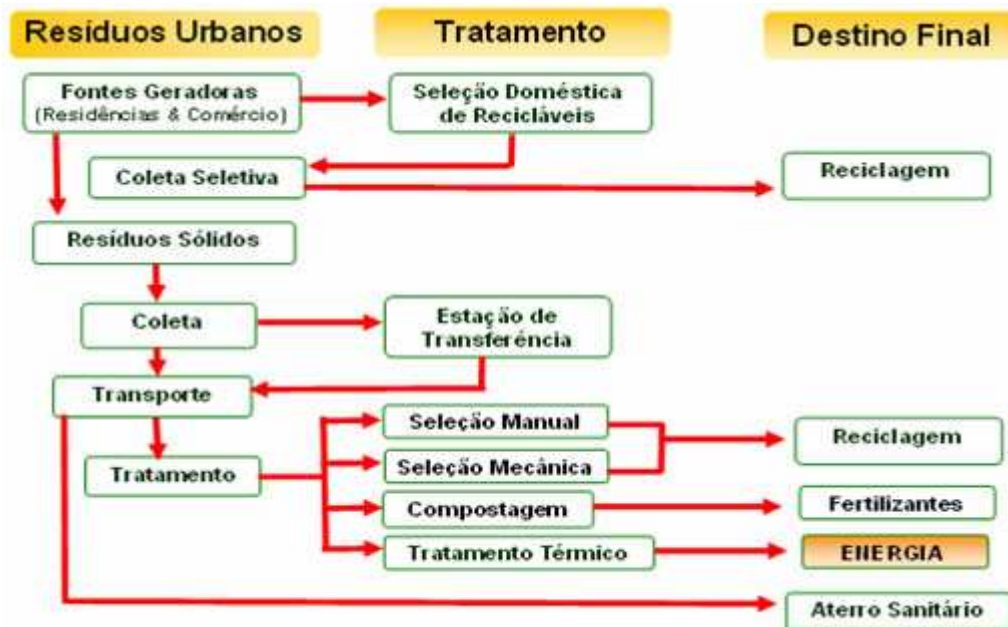 Resíduos Urbanos
Tratamento
Destino Final
Fontes Geradoras
(Residências & Comércio)
Seleção Doméstica
de Recicláveis
Coleta Seletiva
Reciclagem
Resíduos Sólidos
Coleta
Estação de
Transferência
Transporte
Seleção Manual
Reciclagem
Tratamento
Seleção Mecânica
Compostagem
Fertilizantes
Tratamento Térmico
ENERGIA
Aterro Sanitário